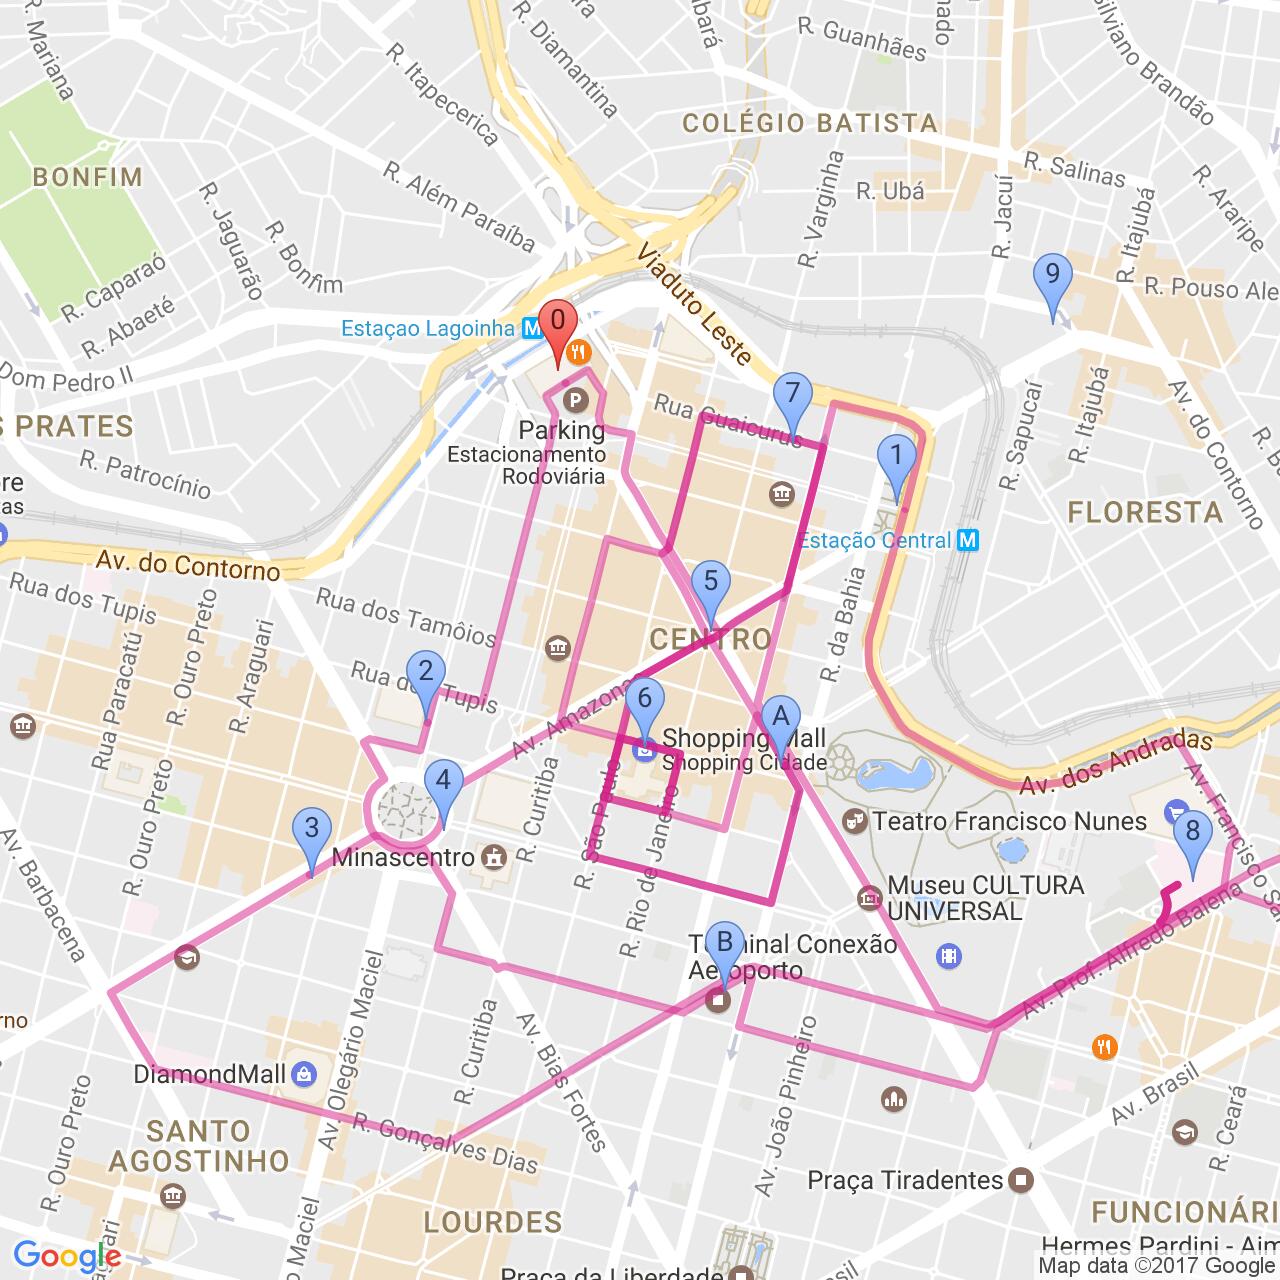 R. Mariana
R. Itapecerica
R. Diamantina
R. Guanhães
Silviano Brandão
COLÉGIO BATISTA
R. Salinas
BONFIM
R. Além Paraíba
R. Varginha
R. Ubá
R. Jacuí
R. Itajubá
R. Araripe
R. Jaguarão
R. Bonfim
R. Caparaó
R. Abaeté
Viaduto Leste
9
R. Pouso Ale
Estaçao Lagoinha
M
0
Dom Pedro II
S PRATES
R. Patrocínio
P
Parking
Estacionamento
Rodoviária
Rua Guaicurus
7
1
R. Sapucaí
R. Itajubá
Av. do Contorno
FLORESTA
Estação Central
M
Av. do Contorno
Rua dos Tupis
R. Ouro Preto
Rua Paracatú
R. Araguari
Rua dos Tamôios
Rua dos Tupis
2
5
CENTRO
R. da Bahia
Av. Amazonas
6
A
Shopping Mall
Shopping Cidade
Av. dos Andradas
R. Ouro Preto
4
3
Minascentro
R. Curitiba
R. São Paulo
R. Rio de Janeiro
Teatro Francisco Nunes
8
Av. Francisco Sa
Av. Barbacena
Museu CULTURA
UNIVERSAL
Av. Prof. Alfredo Balena
B
Terminal Conexão
Aeroporto
rno
Av. Olegário Maciel
R. Curitiba
Av. Bias Fortes
Av. João Pinheiro
DiamondMall
R. Ouro Preto
R. Gonçalves Dias
SANTO
AGOSTINHO
Av. Brasil
R. Ceará
Praça Tiradentes
LOURDES
FUNCIONÁRI
Hermes Pardini - Aim
Google
Praça da Liberdade
Map data ©2017 Google